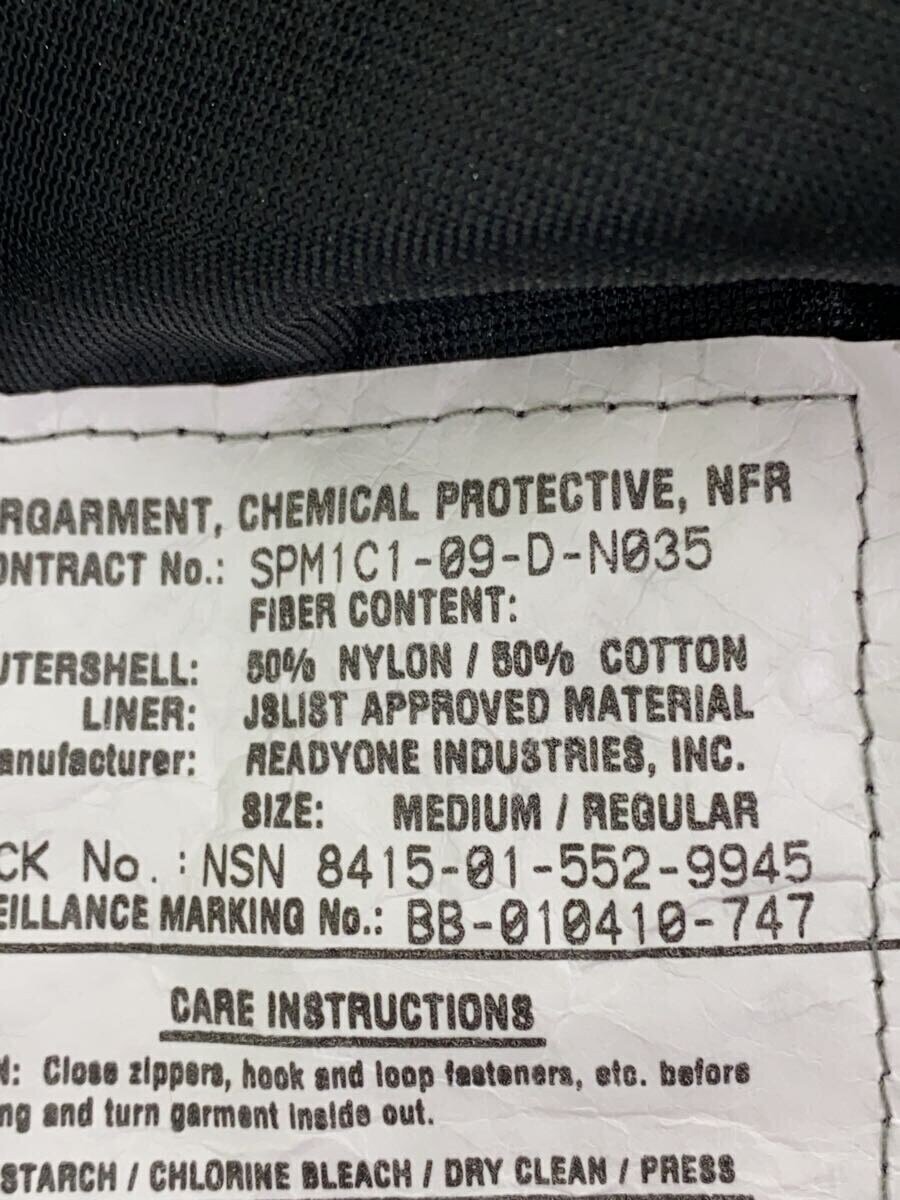 RGARMENT, CHEMICAL PROTECTIVE, NFR
ONTRACT No.: SPM1C1-09-D-N035
FIBER CONTENT:
UTERSHELL: 50% NYLON / 50% COTTON
LINER: JSLIST APPROVED MATERIAL
anufacturer: READYONE INDUSTRIES, INC.
SIZE: MEDIUM / REGULAR
CK No.: NSN 8415-01-552-9945
EILLANCE MARKING No.: BB-010410-747
CARE INSTRUCTIONS
: Close zippers, hook and loop fasteners, etc. before
ng and turn garment inside out.
STARCH / CHLORINE BLEACH / DRY CLEAN / PRESS